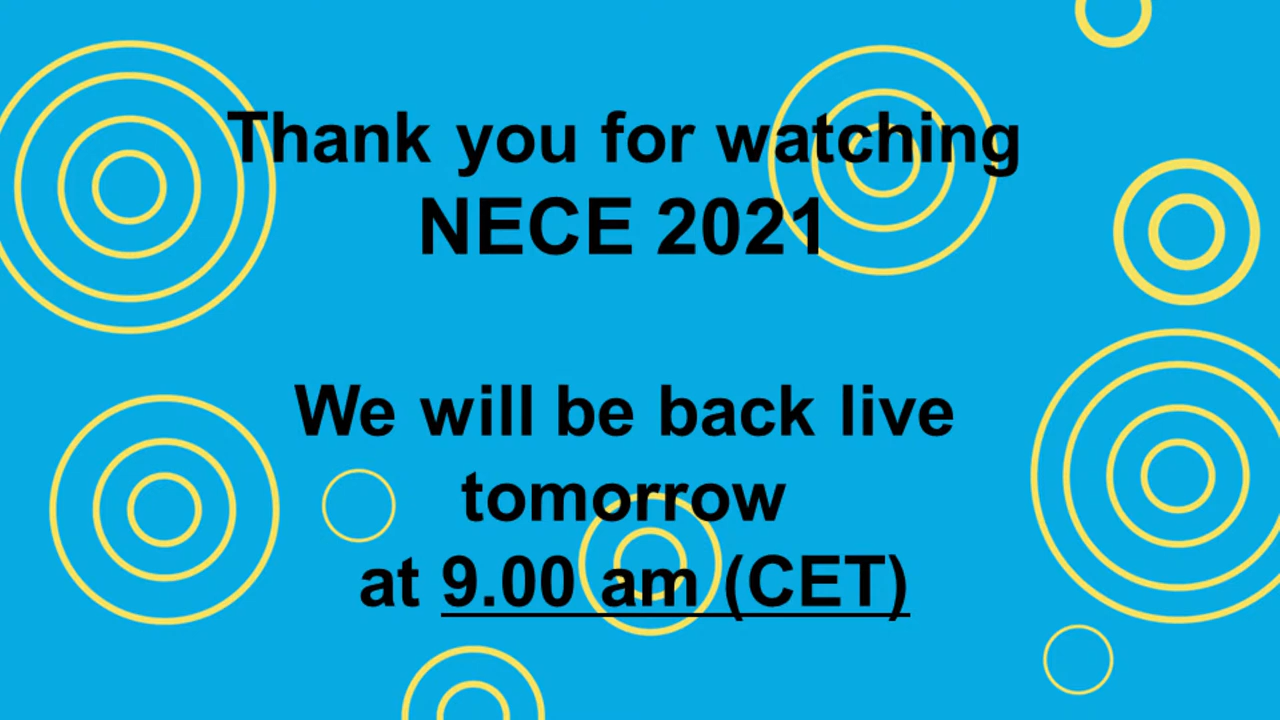 Thank you for watching
NECE 2021
We will be back live
tomorrow
at 9.00 am (CET)